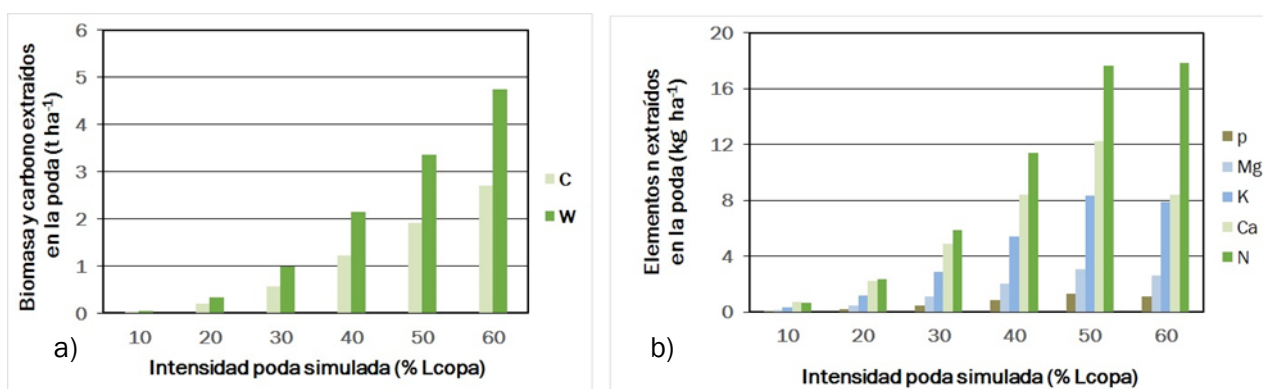 Biomasa y carbono extraídos
en la poda (t ha⁻¹)
6
5
4
3
2
1
0
10 20 30 40 50 60
Intensidad poda simulada (% Lcopa)
C
W
a)
Elementos n extraídos
en la poda (kg ha⁻¹)
20
16
12
8
4
0
10 20 30 40 50 60
Intensidad poda simulada (% Lcopa)
p
Mg
K
Ca
N
b)